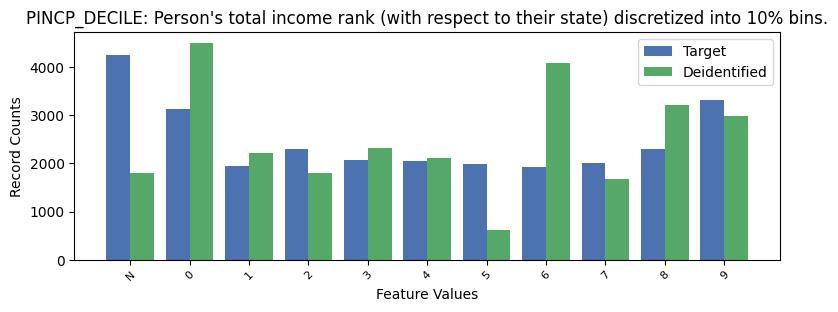 PINCP_DECILE: Person's total income rank (with respect to their state) discretized into 10% bins.
Target
Deidentified
Record Counts
4000
3000
2000
1000
0
N 0 1 2 3 4 5 6 7 8 9
Feature Values